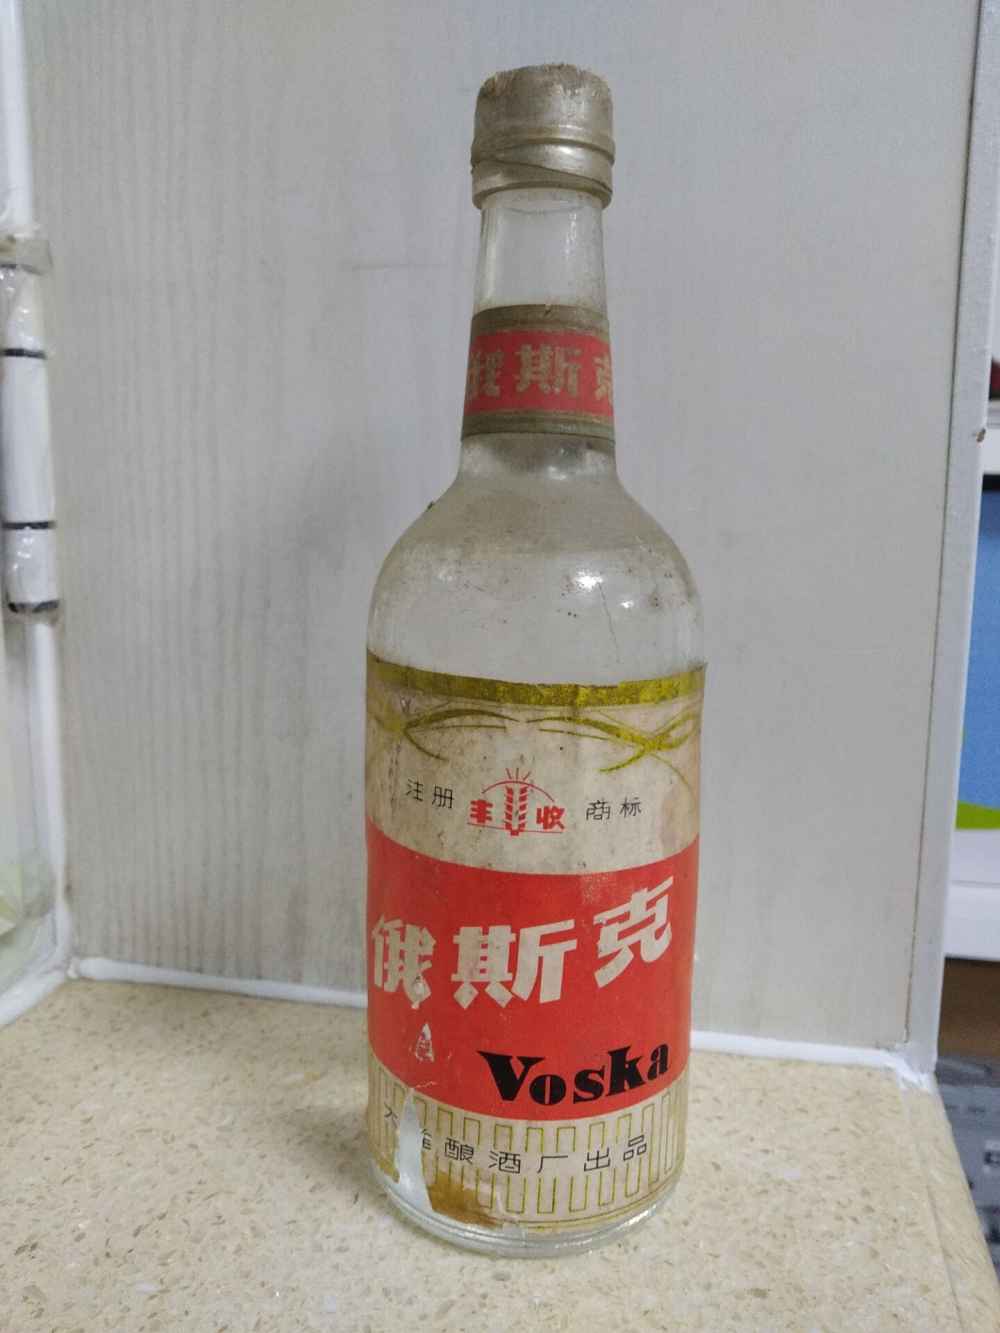 俄斯克
注册 丰收 商标
俄斯克
Voska
酿酒厂出品